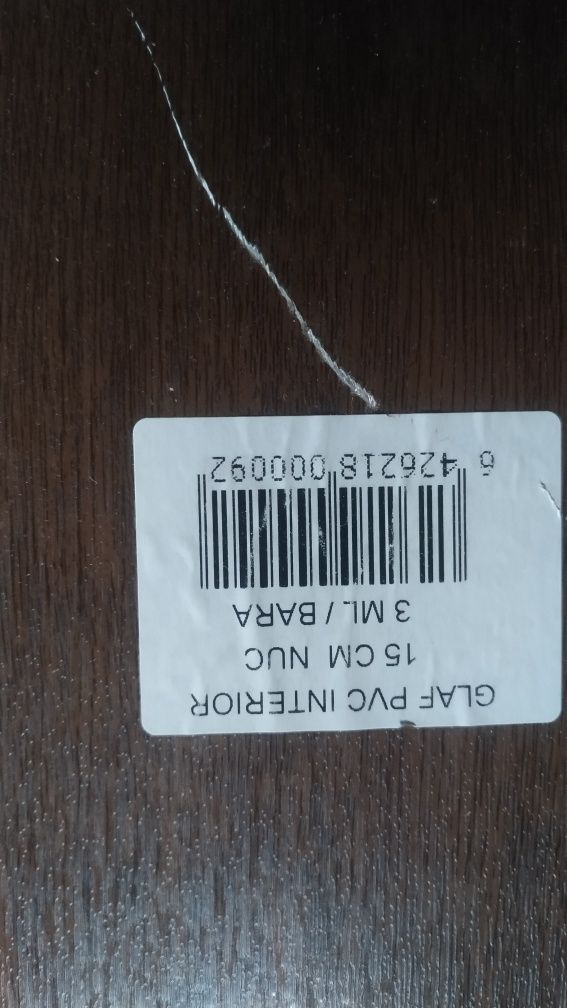 GLAF PVC INTERIOR
15 CM NUC
3 ML / BARA
6 426218 000092